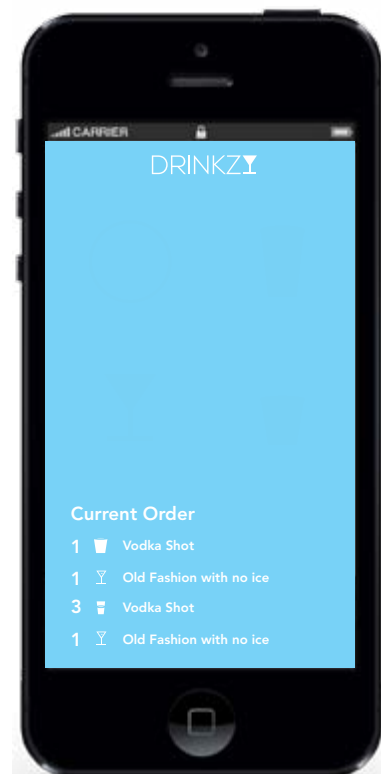 CARRIER
DRINKZY
Current Order
1 Vodka Shot
1 Old Fashion with no ice
3 Vodka Shot
1 Old Fashion with no ice